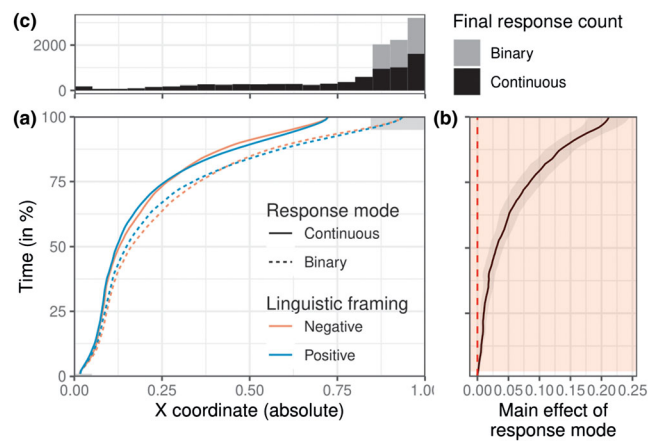 (c)
Final response count
2000
Binary
Continuous
0
(a)
(b)
100
75
50
25
0
Time (in %)
Response mode
Continuous
Binary
Linguistic framing
Negative
Positive
0.00 0.25 0.50 0.75 1.0
X coordinate (absolute)
0.00 0.05 0.10 0.15 0.20 0.25
Main effect of
response mode